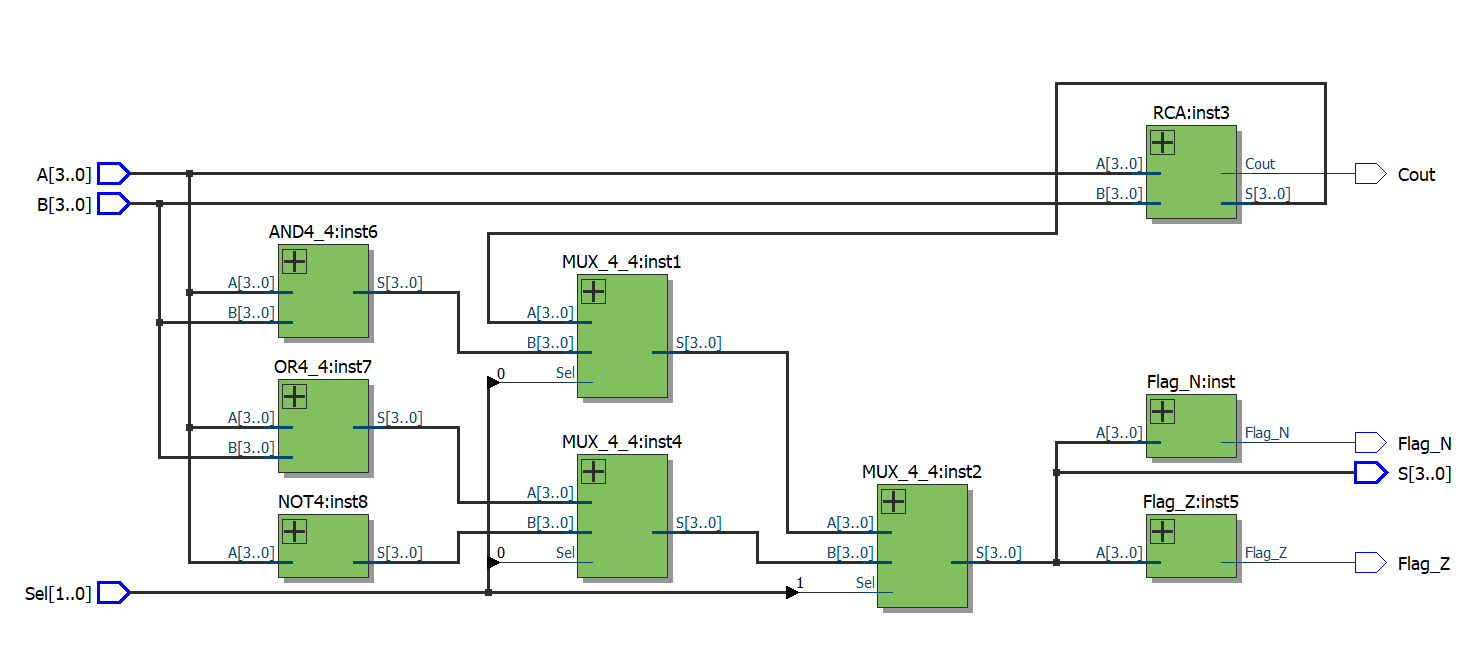 RCA:inst3
A[3..0]
Cout
Cout
A[3..0]
B[3..0]
S[3..0]
B[3..0]
AND4_4:inst6
A[3..0]
S[3..0]
B[3..0]
MUX_4_4:inst1
A[3..0]
B[3..0]
S[3..0]
0
Sel
OR4_4:inst7
A[3..0]
S[3..0]
B[3..0]
MUX_4_4:inst4
A[3..0]
B[3..0]
S[3..0]
0
Sel
NOT4:inst8
A[3..0]
S[3..0]
Sel[1..0]
MUX_4_4:inst2
A[3..0]
B[3..0]
S[3..0]
1
Sel
Flag_N:inst
A[3..0]
Flag_N
Flag_N
S[3..0]
Flag_Z:inst5
A[3..0]
Flag_Z
Flag_Z